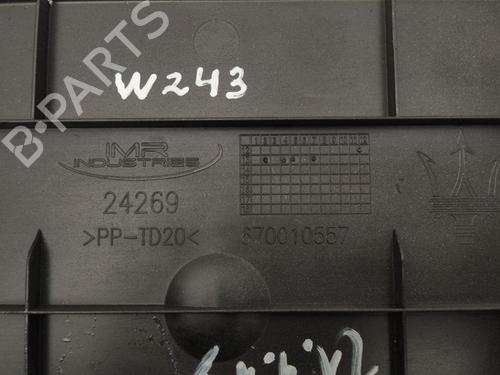 B-PARTS
W243
IMR
INDUSTRIES
24269
>PP-TD20<
670010557